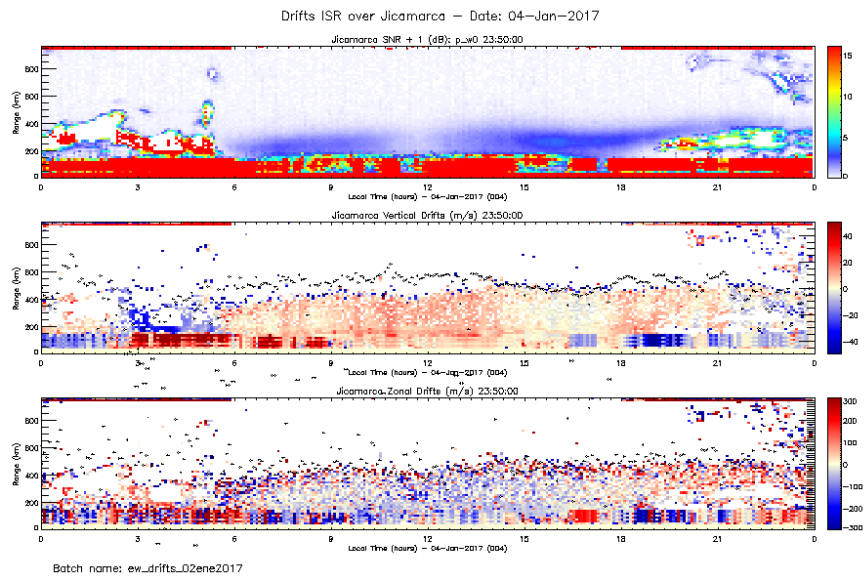 Drifts ISR over Jicamarca - Date: 04-Jan-2017
Jicamarca SNR + 1 (dB): p_w0 23:50:00
Range (km)
800
600
400
200
0
0 3 6 9 12 15 18 21 0
Local Time (hours) - 04-Jan-2017 (004)
15
10
5
0
Jicamarca Vertical Drifts (m/s) 23:50:00
Range (km)
800
600
400
200
0
0 3 6 9 12 15 18 21 0
Local Time (hours) - 04-Jan-2017 (004)
40
20
0
-20
-40
Jicamarca Zonal Drifts (m/s) 23:50:00
Range (km)
800
600
400
200
0
0 3 6 9 12 15 18 21 0
Local Time (hours) - 04-Jan-2017 (004)
300
200
100
0
-100
-200
-300
Batch name: ew_drifts_02ene2017